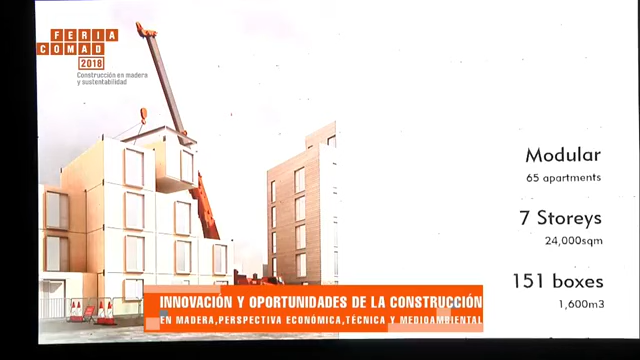 FERIA
COMAD
2018
Construcción en madera
y sustentabilidad
Modular
65 apartments
7 Storeys
24,000sqm
151 boxes
1,600m3
INNOVACIÓN Y OPORTUNIDADES DE LA CONSTRUCCIÓN
EN MADERA,PERSPECTIVA ECONÓMICA,TÉCNICA Y MEDIOAMBIENTAL